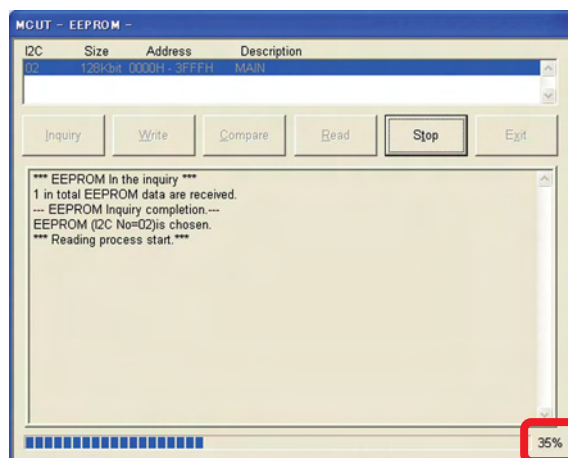 MCUT - EEPROM -
I2C Size Address Description
02 128Kbit 0000H - 3FFFH MAIN
Inquiry Write Compare Read Stop Exit
*** EEPROM In the inquiry ***
1 in total EEPROM data are received.
--- EEPROM Inquiry completion.---
EEPROM (I2C No=02)is chosen.
*** Reading process start.***
35%